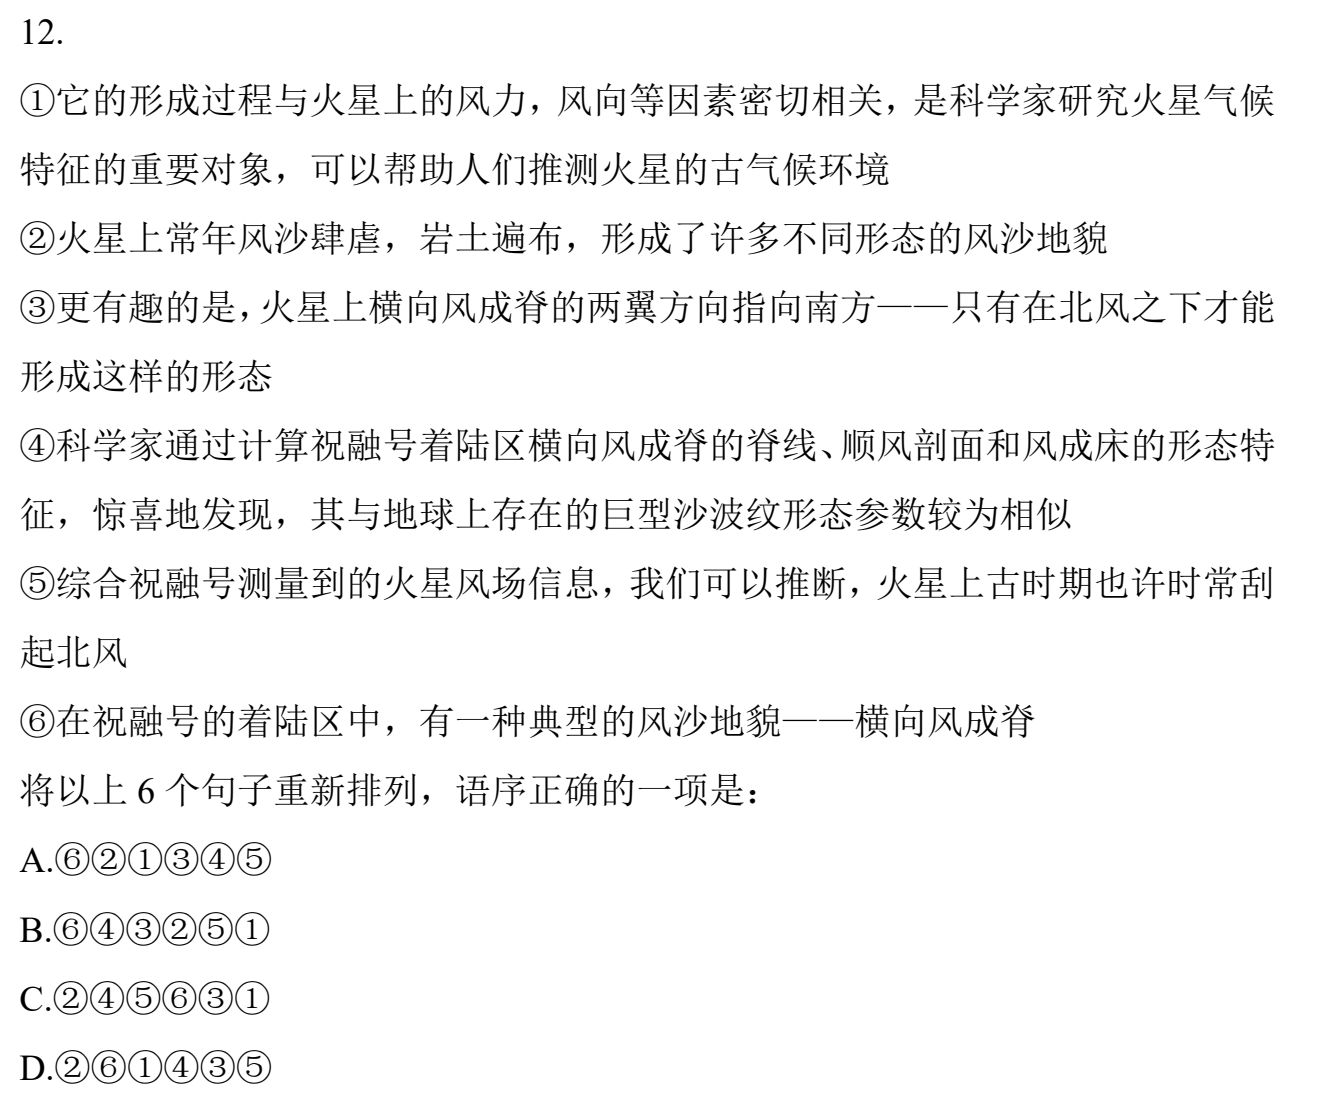 12.
①它的形成过程与火星上的风力，风向等因素密切相关，是科学家研究火星气候
特征的重要对象，可以帮助人们推测火星的古气候环境
②火星上常年风沙肆虐，岩土遍布，形成了许多不同形态的风沙地貌
③更有趣的是，火星上横向风成脊的两翼方向指向南方——只有在北风之下才能
形成这样的形态
④科学家通过计算祝融号着陆区横向风成脊的脊线、顺风剖面和风成床的形态特
征，惊喜地发现，其与地球上存在的巨型沙波纹形态参数较为相似
⑤综合祝融号测量到的火星风场信息，我们可以推断，火星上古时期也许时常刮
起北风
⑥在祝融号的着陆区中，有一种典型的风沙地貌——横向风成脊
将以上 6 个句子重新排列，语序正确的一项是：
A.⑥②①③④⑤
B.⑥④③②⑤①
C.②④⑤⑥③①
D.②⑥①④③⑤